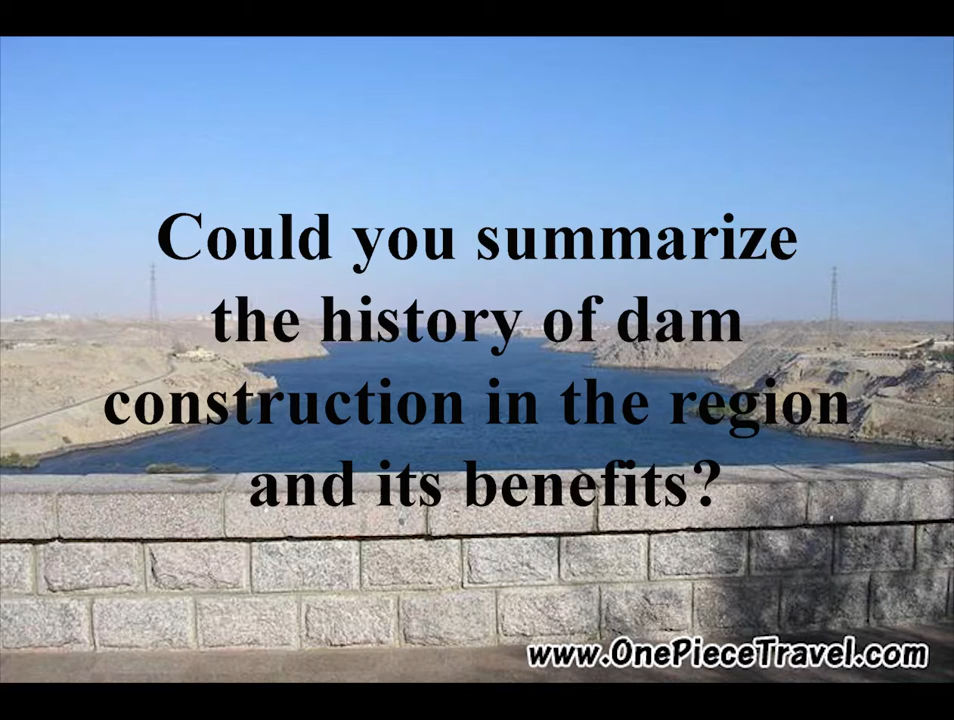 Could you summarize
the history of dam
construction in the region
and its benefits?
www.OnePieceTravel.com